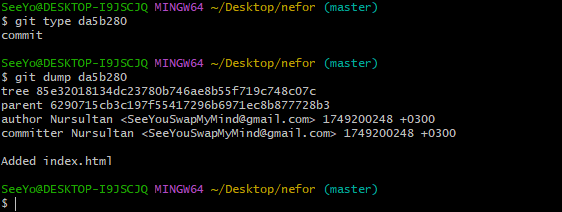 SeeYo@DESKTOP-I9JSCJQ MINGW64 ~/Desktop/nefor (master)
$ git type da5b280
commit
SeeYo@DESKTOP-I9JSCJQ MINGW64 ~/Desktop/nefor (master)
$ git dump da5b280
tree 85e32018134dc23780b746ae8b55f719c748c07c
parent 6290715cb3c197f55417296b6971ec8b877728b3
author Nursultan <SeeYouSwapMyMind@gmail.com> 1749200248 +0300
committer Nursultan <SeeYouSwapMyMind@gmail.com> 1749200248 +0300
Added index.html
SeeYo@DESKTOP-I9JSCJQ MINGW64 ~/Desktop/nefor (master)
$